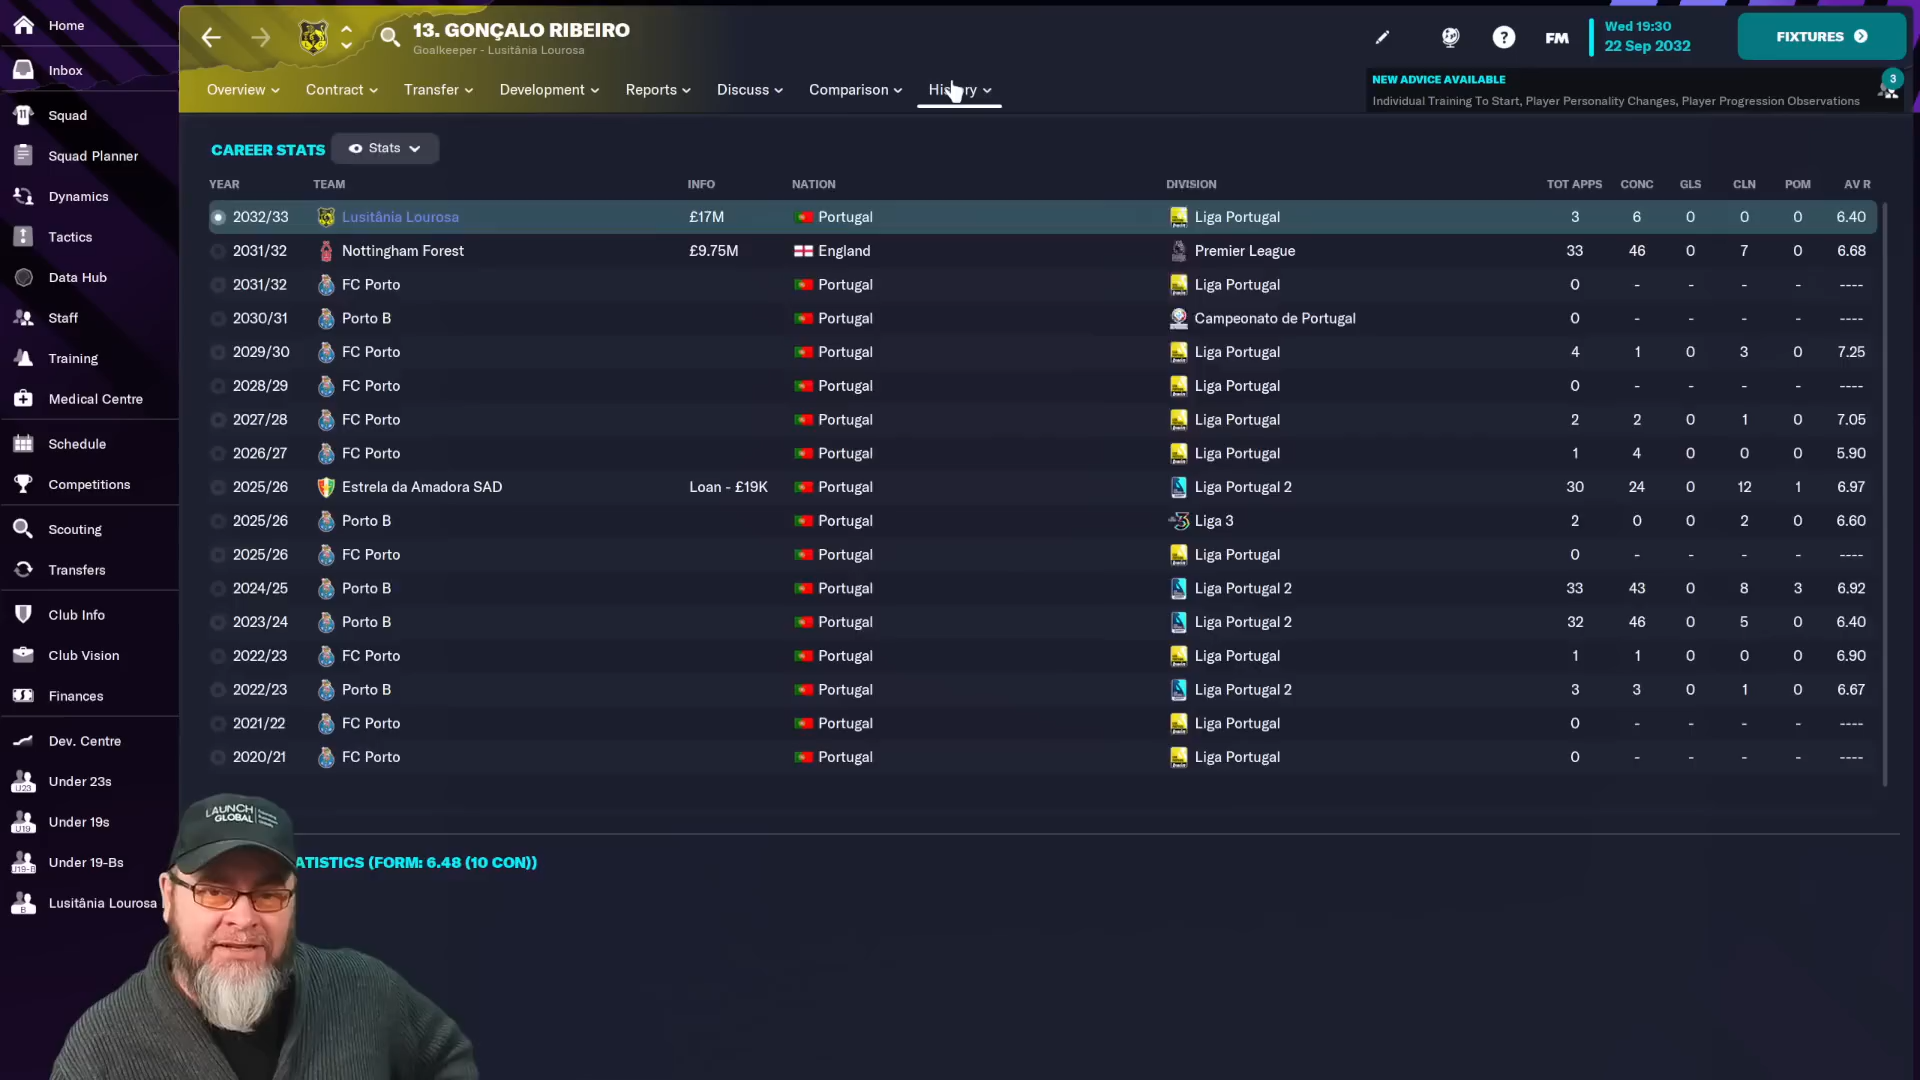 Home
Inbox
Squad
Squad Planner
Dynamics
Tactics
Data Hub
Staff
Training
Medical Centre
Schedule
Competitions
Scouting
Transfers
Club Info
Club Vision
Finances
Dev. Centre
Under 23s
Under 19s
Under 19-Bs
Lusitânia Lourosa
13. GONÇALO RIBEIRO
Goalkeeper - Lusitânia Lourosa
FM
Wed 19:30
22 Sep 2032
FIXTURES
Overview Contract Transfer Development Reports Discuss Comparison History
NEW ADVICE AVAILABLE
3
Individual Training To Start, Player Personality Changes, Player Progression Observations
CAREER STATS Stats
YEAR TEAM INFO NATION DIVISION TOT APPS CONC GLS CLN POM AV R
2032/33 Lusitânia Lourosa £17M Portugal Liga Portugal 3 6 0 0 0 6.40
2031/32 Nottingham Forest £9.75M England Premier League 33 46 0 7 0 6.68
2031/32 FC Porto Portugal Liga Portugal 0 - - - - ----
2030/31 Porto B Portugal Campeonato de Portugal 0 - - - - ----
2029/30 FC Porto Portugal Liga Portugal 4 1 0 3 0 7.25
2028/29 FC Porto Portugal Liga Portugal 0 - - - - ----
2027/28 FC Porto Portugal Liga Portugal 2 2 0 1 0 7.05
2026/27 FC Porto Portugal Liga Portugal 1 4 0 0 0 5.90
2025/26 Estrela da Amadora SAD Loan - £19K Portugal Liga Portugal 2 30 24 0 12 1 6.97
2025/26 Porto B Portugal Liga 3 2 0 0 2 0 6.60
2025/26 FC Porto Portugal Liga Portugal 0 - - - - ----
2024/25 Porto B Portugal Liga Portugal 2 33 43 0 8 3 6.92
2023/24 Porto B Portugal Liga Portugal 2 32 46 0 5 0 6.40
2022/23 FC Porto Portugal Liga Portugal 1 1 0 0 0 6.90
2022/23 Porto B Portugal Liga Portugal 2 3 3 0 1 0 6.67
2021/22 FC Porto Portugal Liga Portugal 0 - - - - ----
2020/21 FC Porto Portugal Liga Portugal 0 - - - - ----
ATISTICS (FORM: 6.48 (10 CON))
LAUNCH
GLOBAL